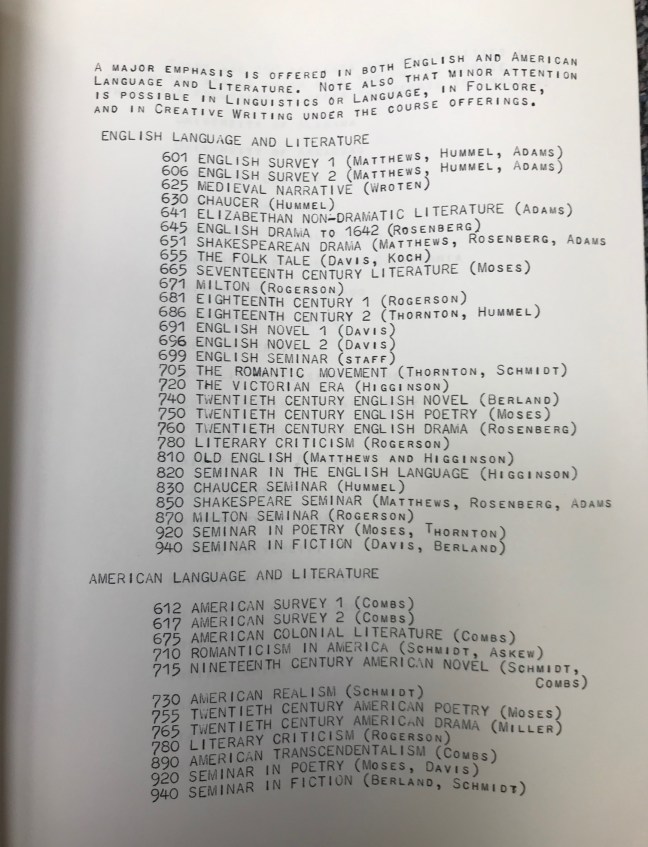 A MAJOR EMPHASIS IS OFFERED IN BOTH ENGLISH AND AMERICAN
LANGUAGE AND LITERATURE. NOTE ALSO THAT MINOR ATTENTION
IS POSSIBLE IN LINGUISTICS OR LANGUAGE, IN FOLKLORE,
AND IN CREATIVE WRITING UNDER THE COURSE OFFERINGS.
ENGLISH LANGUAGE AND LITERATURE
601 ENGLISH SURVEY 1 (MATTHEWS, HUMMEL, ADAMS)
606 ENGLISH SURVEY 2 (MATTHEWS, HUMMEL, ADAMS)
625 MEDIEVAL NARRATIVE (WROTEN)
630 CHAUCER (HUMMEL)
641 ELIZABETHAN NON-DRAMATIC LITERATURE (ADAMS)
645 ENGLISH DRAMA TO 1642 (ROSENBERG)
651 SHAKESPEAREAN DRAMA (MATTHEWS, ROSENBERG, ADAMS
655 THE FOLK TALE (DAVIS, KOCH)
665 SEVENTEENTH CENTURY LITERATURE (MOSES)
671 MILTON (ROGERSON)
681 EIGHTEENTH CENTURY 1 (ROGERSON)
686 EIGHTEENTH CENTURY 2 (THORNTON, HUMMEL)
691 ENGLISH NOVEL 1 (DAVIS)
696 ENGLISH NOVEL 2 (DAVIS)
699 ENGLISH SEMINAR (STAFF)
705 THE ROMANTIC MOVEMENT (THORNTON, SCHMIDT)
720 THE VICTORIAN ERA (HIGGINSON)
740 TWENTIETH CENTURY ENGLISH NOVEL (BERLAND)
750 TWENTIETH CENTURY ENGLISH POETRY (MOSES)
760 TWENTIETH CENTURY ENGLISH DRAMA (ROSENBERG)
780 LITERARY CRITICISM (ROGERSON)
810 OLD ENGLISH (MATTHEWS AND HIGGINSON)
820 SEMINAR IN THE ENGLISH LANGUAGE (HIGGINSON)
830 CHAUCER SEMINAR (HUMMEL)
850 SHAKESPEARE SEMINAR (MATTHEWS, ROSENBERG, ADAMS
870 MILTON SEMINAR (ROGERSON)
920 SEMINAR IN POETRY (MOSES, THORNTON)
940 SEMINAR IN FICTION (DAVIS, BERLAND)
AMERICAN LANGUAGE AND LITERATURE
612 AMERICAN SURVEY 1 (COMBS)
617 AMERICAN SURVEY 2 (COMBS)
675 AMERICAN COLONIAL LITERATURE (COMBS)
710 ROMANTICISM IN AMERICA (SCHMIDT, ASKEW)
715 NINETEENTH CENTURY AMERICAN NOVEL (SCHMIDT,
COMBS)
730 AMERICAN REALISM (SCHMIDT)
755 TWENTIETH CENTURY AMERICAN POETRY (MOSES)
765 TWENTIETH CENTURY AMERICAN DRAMA (MILLER)
780 LITERARY CRITICISM (ROGERSON)
890 AMERICAN TRANSCENDENTALISM (COMBS)
920 SEMINAR IN POETRY (MOSES, DAVIS)
940 SEMINAR IN FICTION (BERLAND, SCHMIDT)